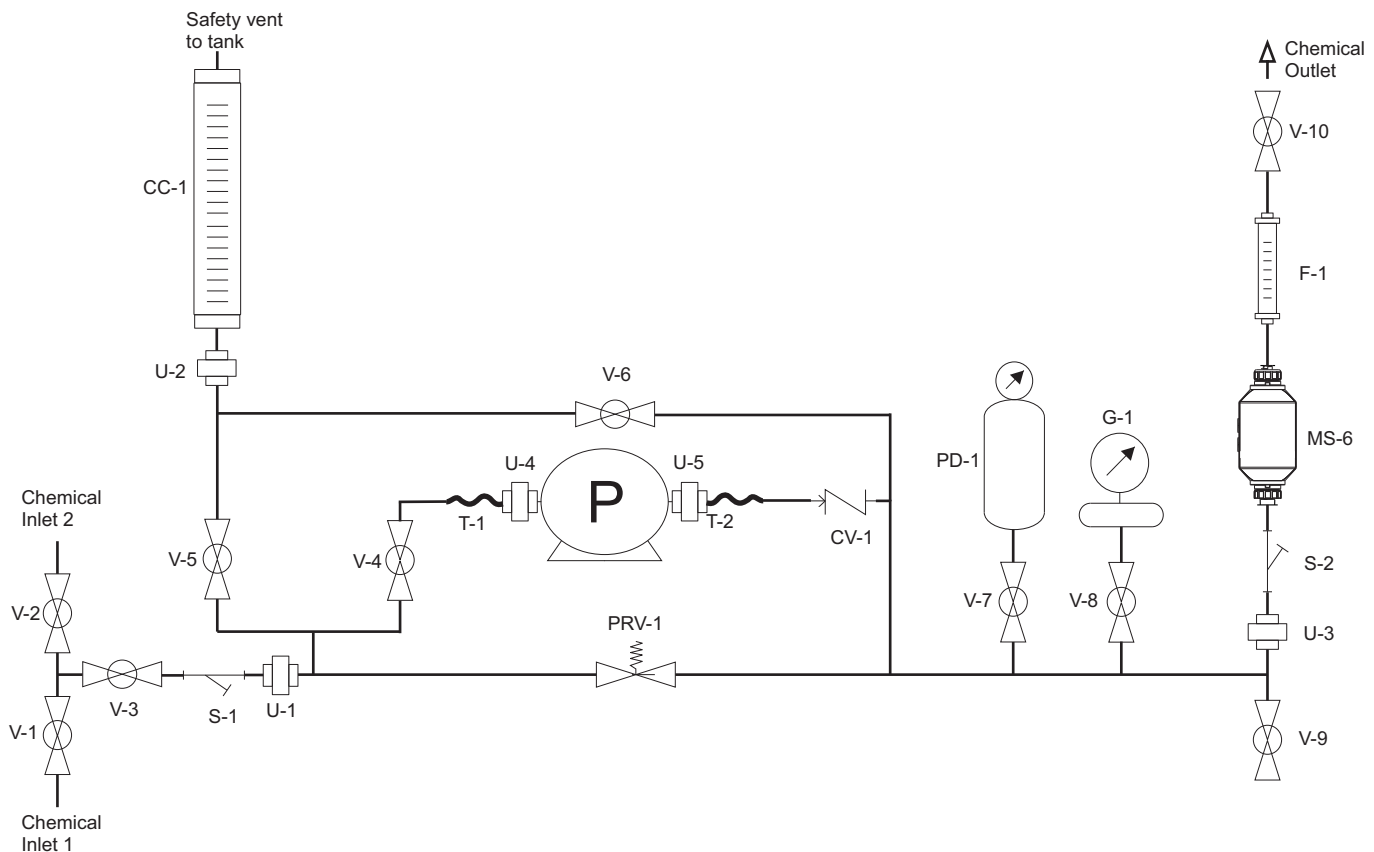 Safety vent
to tank
Chemical
Outlet
V-10
CC-1
F-1
U-2
V-6
G-1
MS-6
PD-1
U-4
U-5
P
Chemical
Inlet 2
T-1
T-2
CV-1
V-5
V-4
S-2
V-2
V-7
V-8
PRV-1
U-3
V-3
S-1
U-1
V-1
V-9
Chemical
Inlet 1